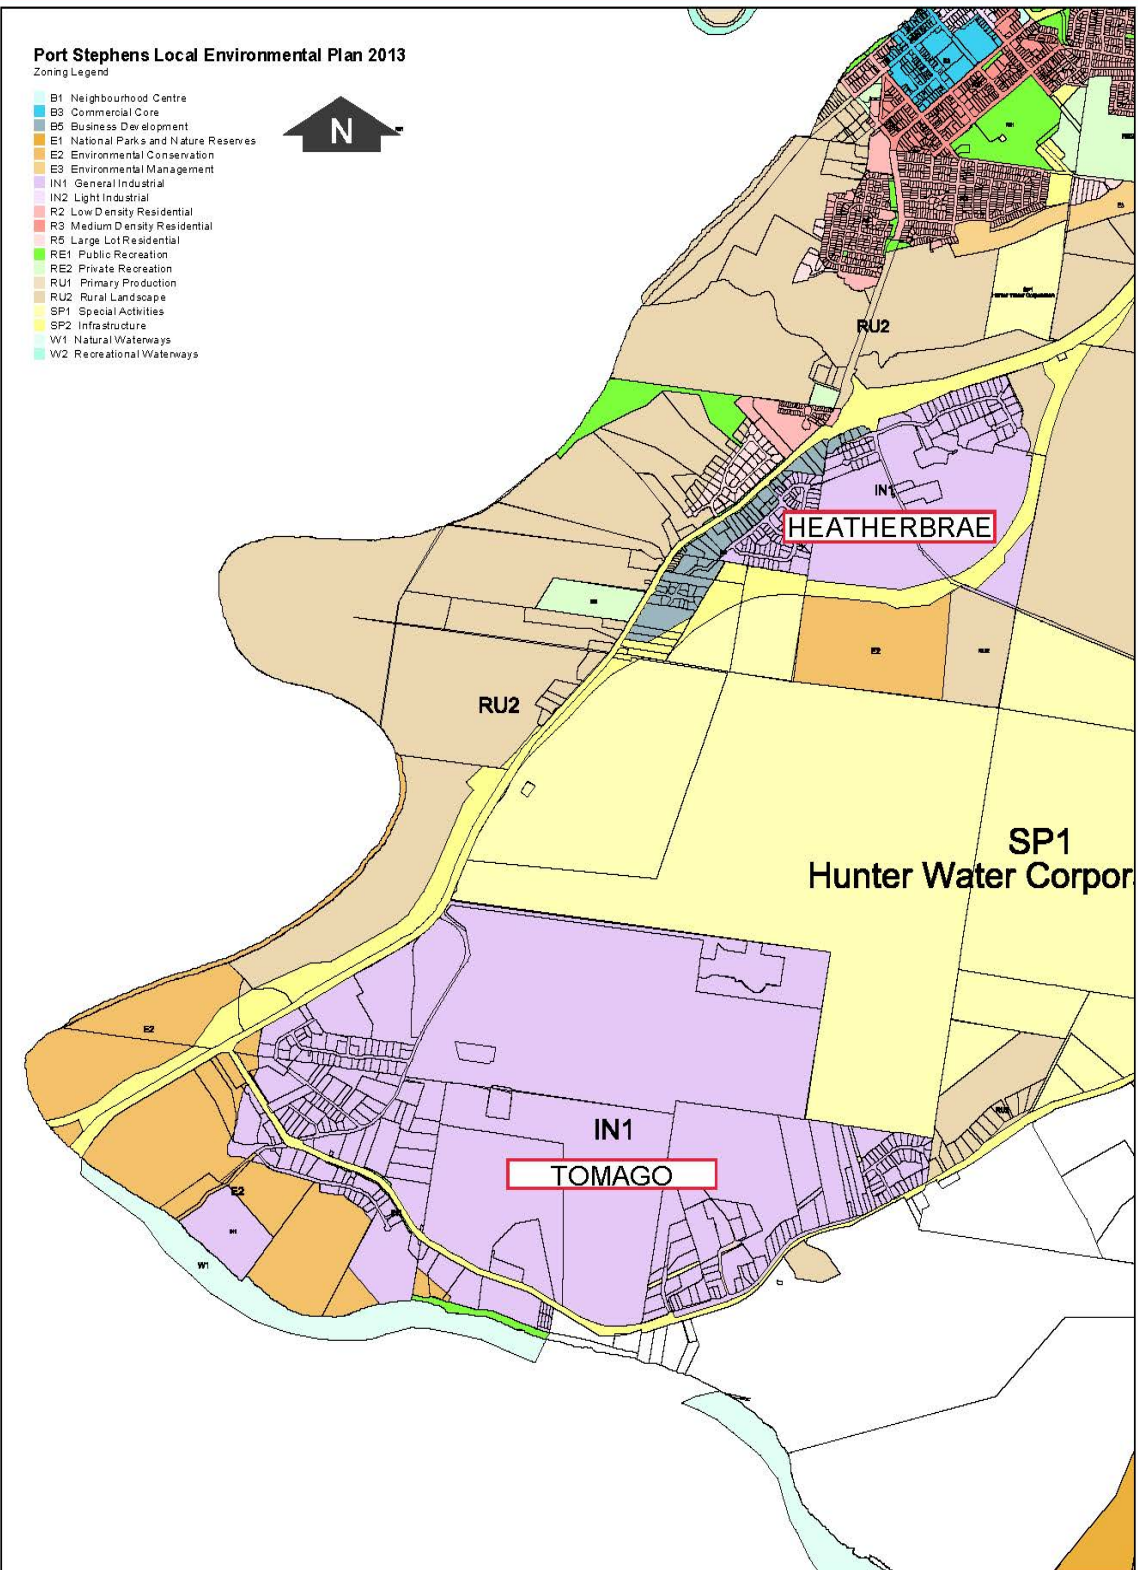 Port Stephens Local Environmental Plan 2013
Zoning Legend
B1 Neighbourhood Centre
B3 Commercial Core
B5 Business Development
E1 National Parks and Nature Reserves
E2 Environmental Conservation
E3 Environmental Management
IN1 General Industrial
IN2 Light Industrial
R2 Low Density Residential
R3 Medium Density Residential
R5 Large Lot Residential
RE1 Public Recreation
RE2 Private Recreation
RU1 Primary Production
RU2 Rural Landscape
SP1 Special Activities
SP2 Infrastructure
W1 Natural Waterways
W2 Recreational Waterways
N
RU2
IN1
HEATHERBRAE
E2
RU2
RU2
SP1
Hunter Water Corpor
E2
IN1
TOMAGO
E2
W1